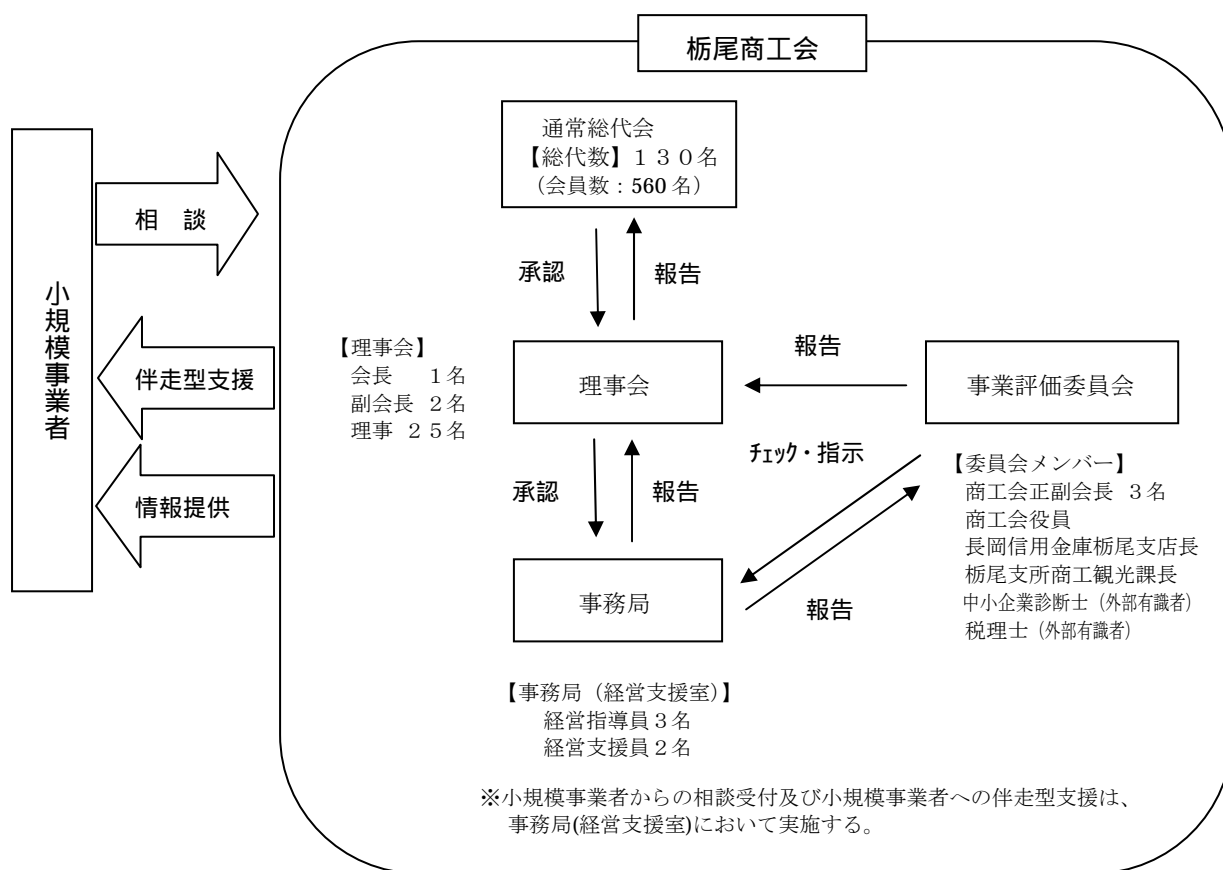 栃尾商工会
通常総代会
【総代数】１３０名
（会員数：560名）
小規模事業者
相　談
承認
報告
【理事会】
会長　　１名
副会長　２名
理事　２５名
理事会
報告
事業評価委員会
伴走型支援
情報提供
チェック・指示
【委員会メンバー】
商工会正副会長　３名
商工会役員
長岡信用金庫栃尾支店長
栃尾支所商工観光課長
中小企業診断士（外部有識者）
税理士（外部有識者）
承認
報告
事務局
報告
【事務局（経営支援室）】
経営指導員３名
経営支援員２名
※小規模事業者からの相談受付及び小規模事業者への伴走型支援は、
事務局(経営支援室)において実施する。